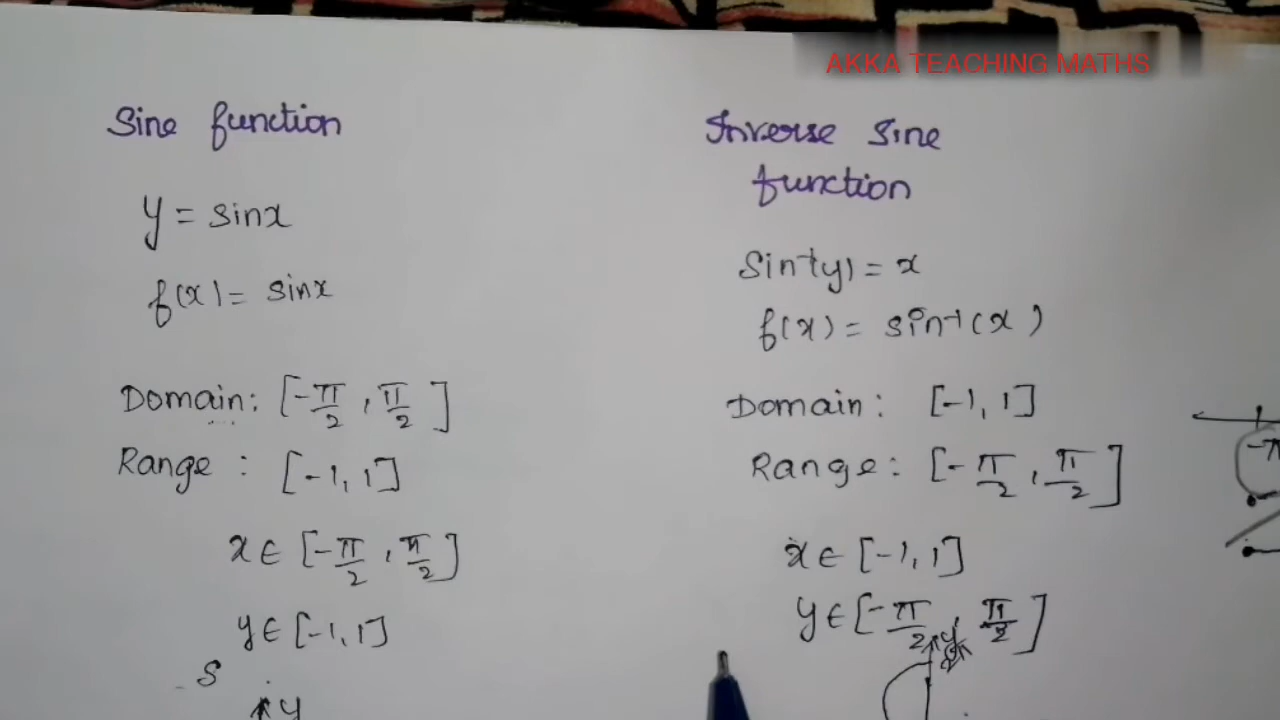 AKKA TEACHING MATHS
Sine function
y = sinx
f(x) = sinx
Domain: [-π/2, π/2]
Range : [-1, 1]
x ∈ [-π/2, π/2]
y ∈ [-1, 1]
S
y
Inverse Sine
function
Sin⁻¹(y) = x
f(x) = sin⁻¹(x)
Domain: [-1, 1]
Range: [-π/2, π/2]
x ∈ [-1, 1]
y ∈ [-π/2, π/2]
y